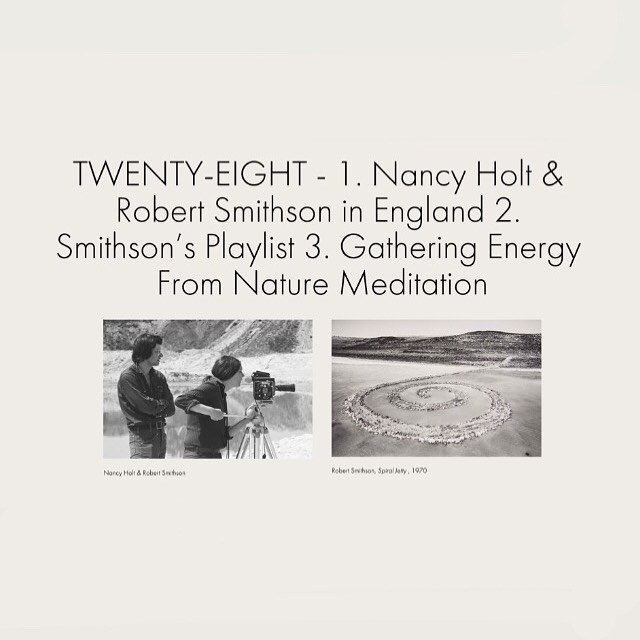 TWENTY-EIGHT - 1. Nancy Holt &
Robert Smithson in England 2.
Smithson’s Playlist 3. Gathering Energy
From Nature Meditation
Nancy Holt & Robert Smithson
Robert Smithson, Spiral Jetty , 1970